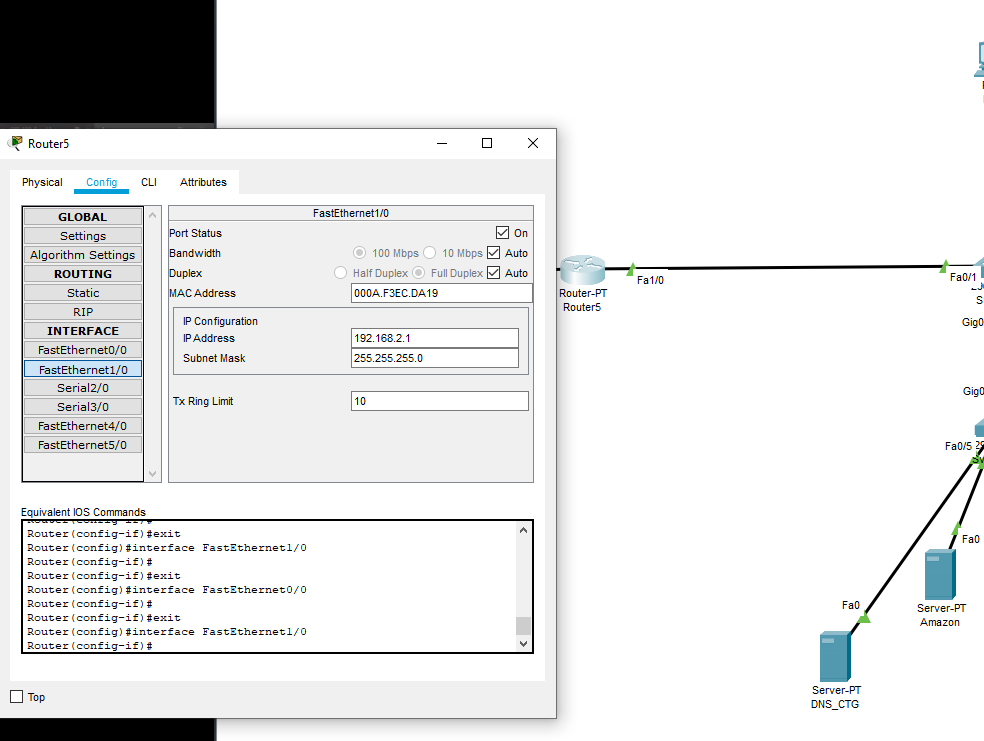 Router5
Physical Config CLI Attributes
GLOBAL
Settings
Algorithm Settings
ROUTING
Static
RIP
INTERFACE
FastEthernet0/0
FastEthernet1/0
Serial2/0
Serial3/0
FastEthernet4/0
FastEthernet5/0
FastEthernet1/0
Port Status On
Bandwidth 100 Mbps 10 Mbps Auto
Duplex Half Duplex Full Duplex Auto
MAC Address 000A.F3EC.DA19
IP Configuration
IP Address 192.168.2.1
Subnet Mask 255.255.255.0
Tx Ring Limit 10
Equivalent IOS Commands
Router(config-if)#
Router(config-if)#exit
Router(config)#interface FastEthernet1/0
Router(config-if)#
Router(config-if)#exit
Router(config)#interface FastEthernet0/0
Router(config-if)#
Router(config-if)#exit
Router(config)#interface FastEthernet1/0
Router(config-if)#
Top
Router-PT
Router5
Fa1/0
Fa0/1
Gig0
Gig0
Fa0/5
Fa0
Server-PT
Amazon
Fa0
Server-PT
DNS_CTG